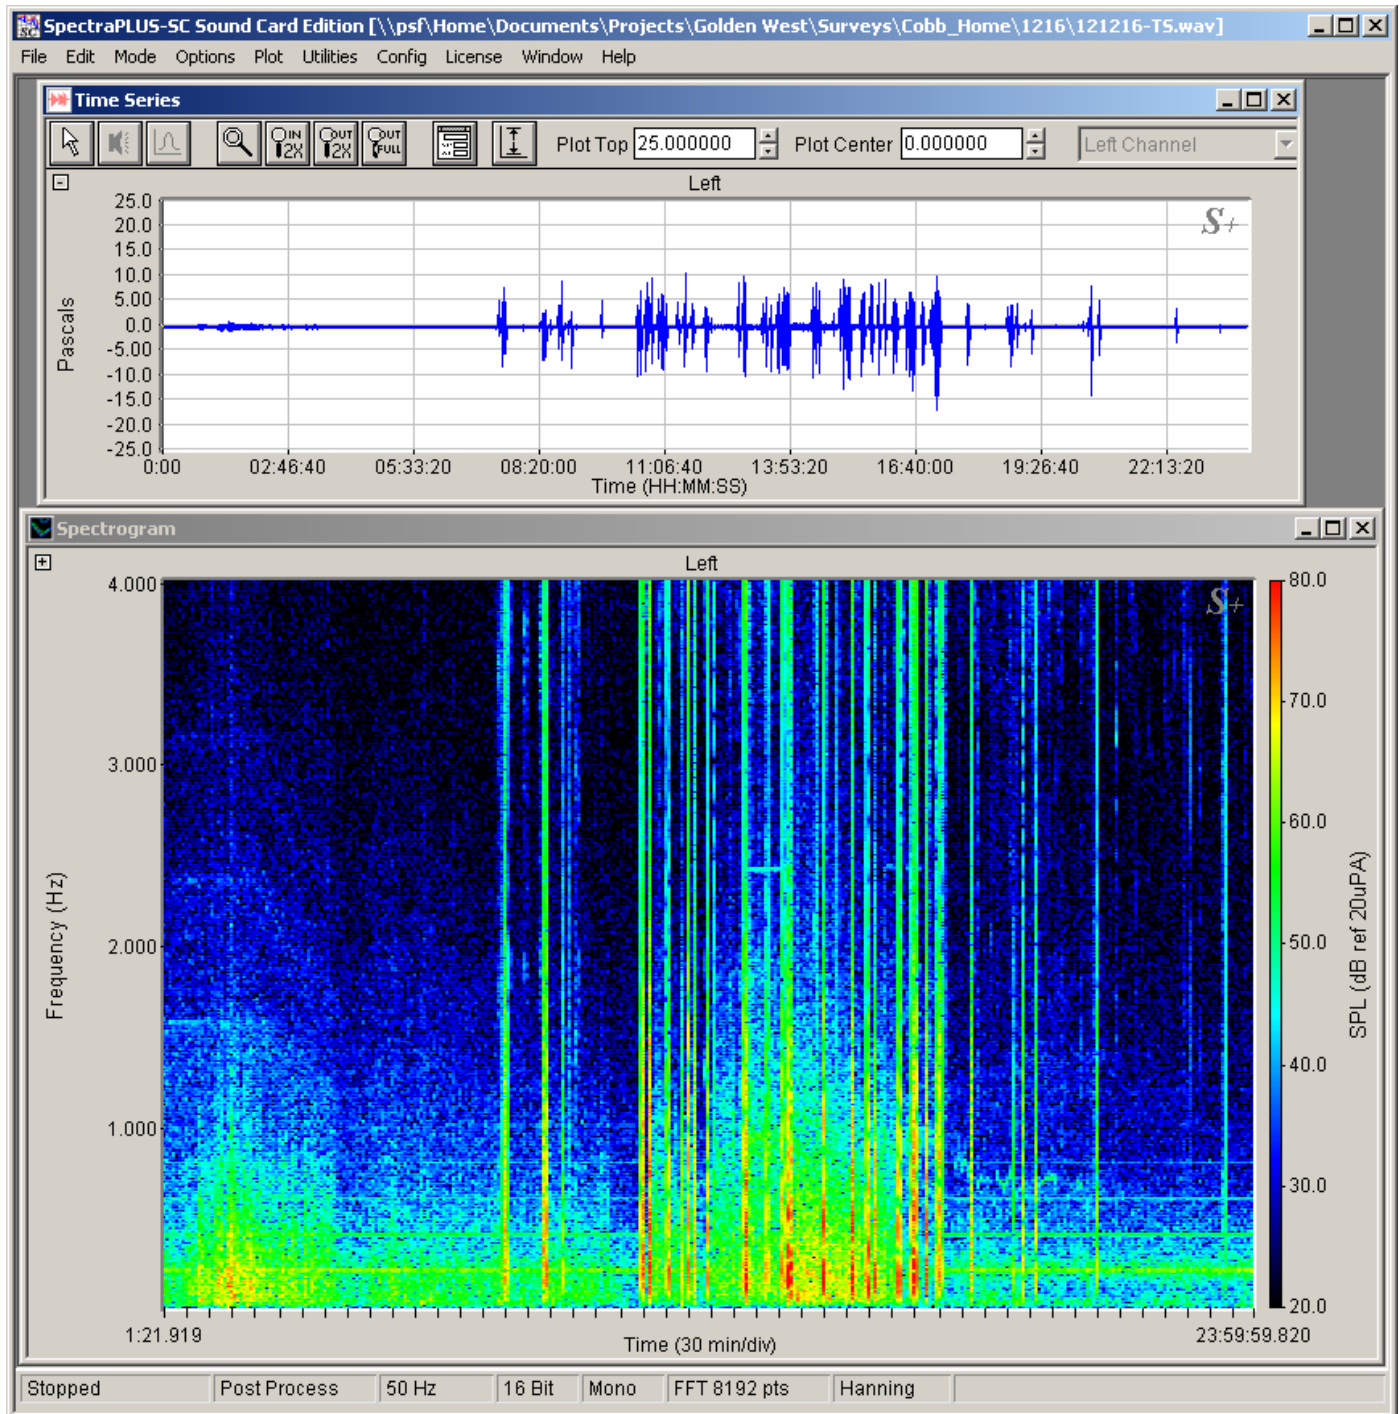 SpectraPLUS-SC Sound Card Edition [\\psf\Home\Documents\Projects\Golden West\Surveys\Cobb_Home\1216\121216-TS.wav]
File Edit Mode Options Plot Utilities Config License Window Help
Time Series
IN 2X OUT 2X OUT FULL Plot Top 25.000000 Plot Center 0.000000 Left Channel
Left
S+
25.0
20.0
15.0
10.0
5.00
0.0
-5.00
-10.0
-15.0
-20.0
-25.0
Pascals
0:00 02:46:40 05:33:20 08:20:00 11:06:40 13:53:20 16:40:00 19:26:40 22:13:20
Time (HH:MM:SS)
Spectrogram
Left
S+
4.000
3.000
2.000
1.000
Frequency (Hz)
80.0
70.0
60.0
50.0
40.0
30.0
20.0
SPL (dB ref 20uPA)
1:21.919 23:59:59.820
Time (30 min/div)
Stopped Post Process 50 Hz 16 Bit Mono FFT 8192 pts Hanning